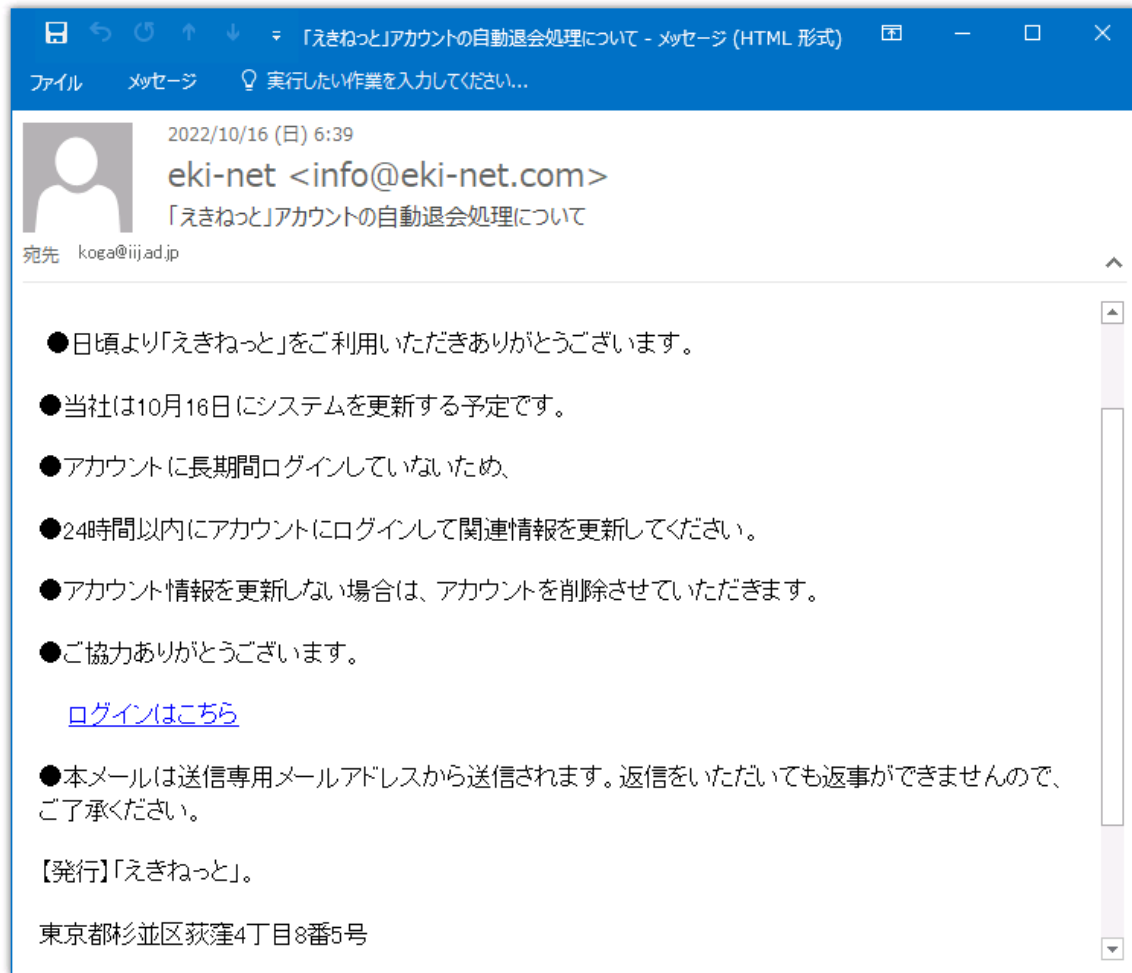 「えきねっと」アカウントの自動退会処理について - メッセージ (HTML 形式)
ファイル メッセージ 実行したい作業を入力してください...
2022/10/16 (日) 6:39
eki-net <info@eki-net.com>
「えきねっと」アカウントの自動退会処理について
宛先 koga@iij.ad.jp
●日頃より「えきねっと」をご利用いただきありがとうございます。
●当社は10月16日にシステムを更新する予定です。
●アカウントに長期間ログインしていないため、
●24時間以内にアカウントにログインして関連情報を更新してください。
●アカウント情報を更新しない場合は、アカウントを削除させていただきます。
●ご協力ありがとうございます。
ログインはこちら
●本メールは送信専用メールアドレスから送信されます。返信をいただいても返事ができませんので、
ご了承ください。
【発行】「えきねっと」。
東京都杉並区荻窪4丁目8番5号